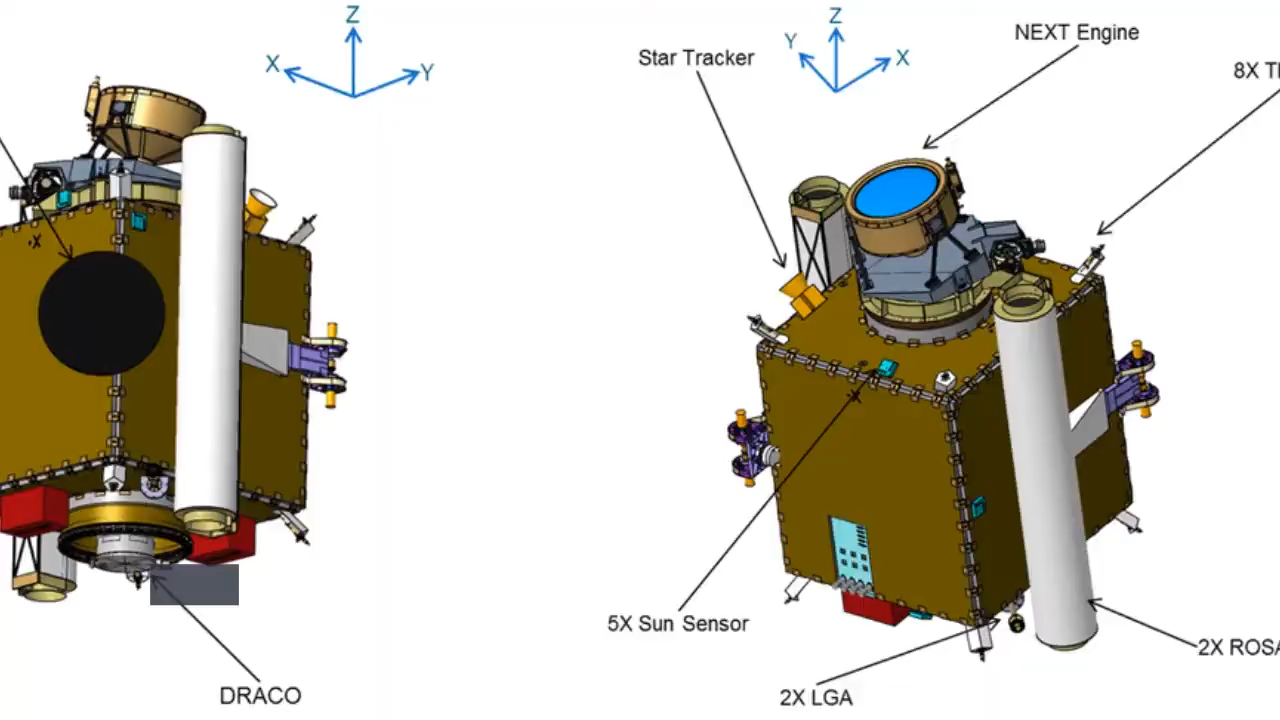 Z
X
Y
-X
DRACO
Z
Y
X
Star Tracker
NEXT Engine
8X
5X Sun Sensor
2X LGA
2X ROSA